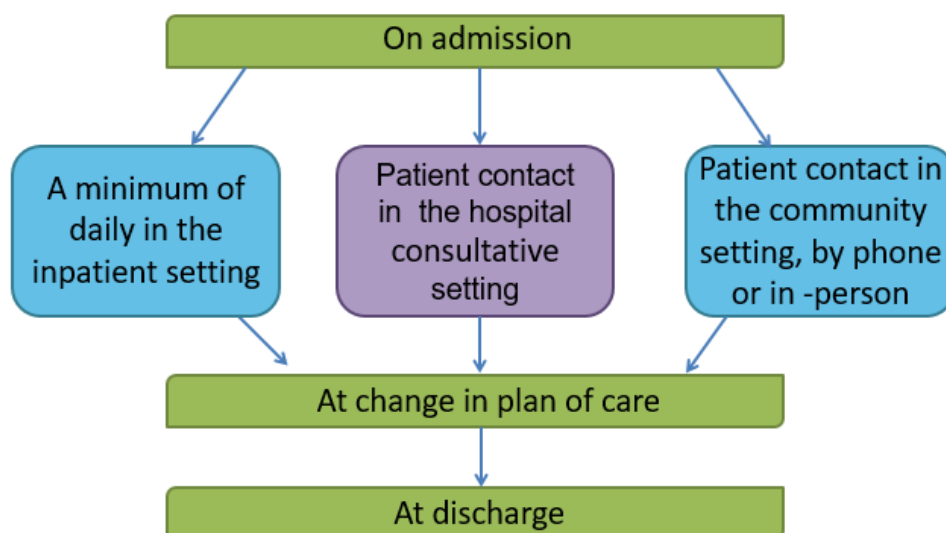 On admission
A minimum of
daily in the
inpatient setting
Patient contact
in the hospital
consultative
setting
Patient contact in
the community
setting, by phone
or in -person
At change in plan of care
At discharge